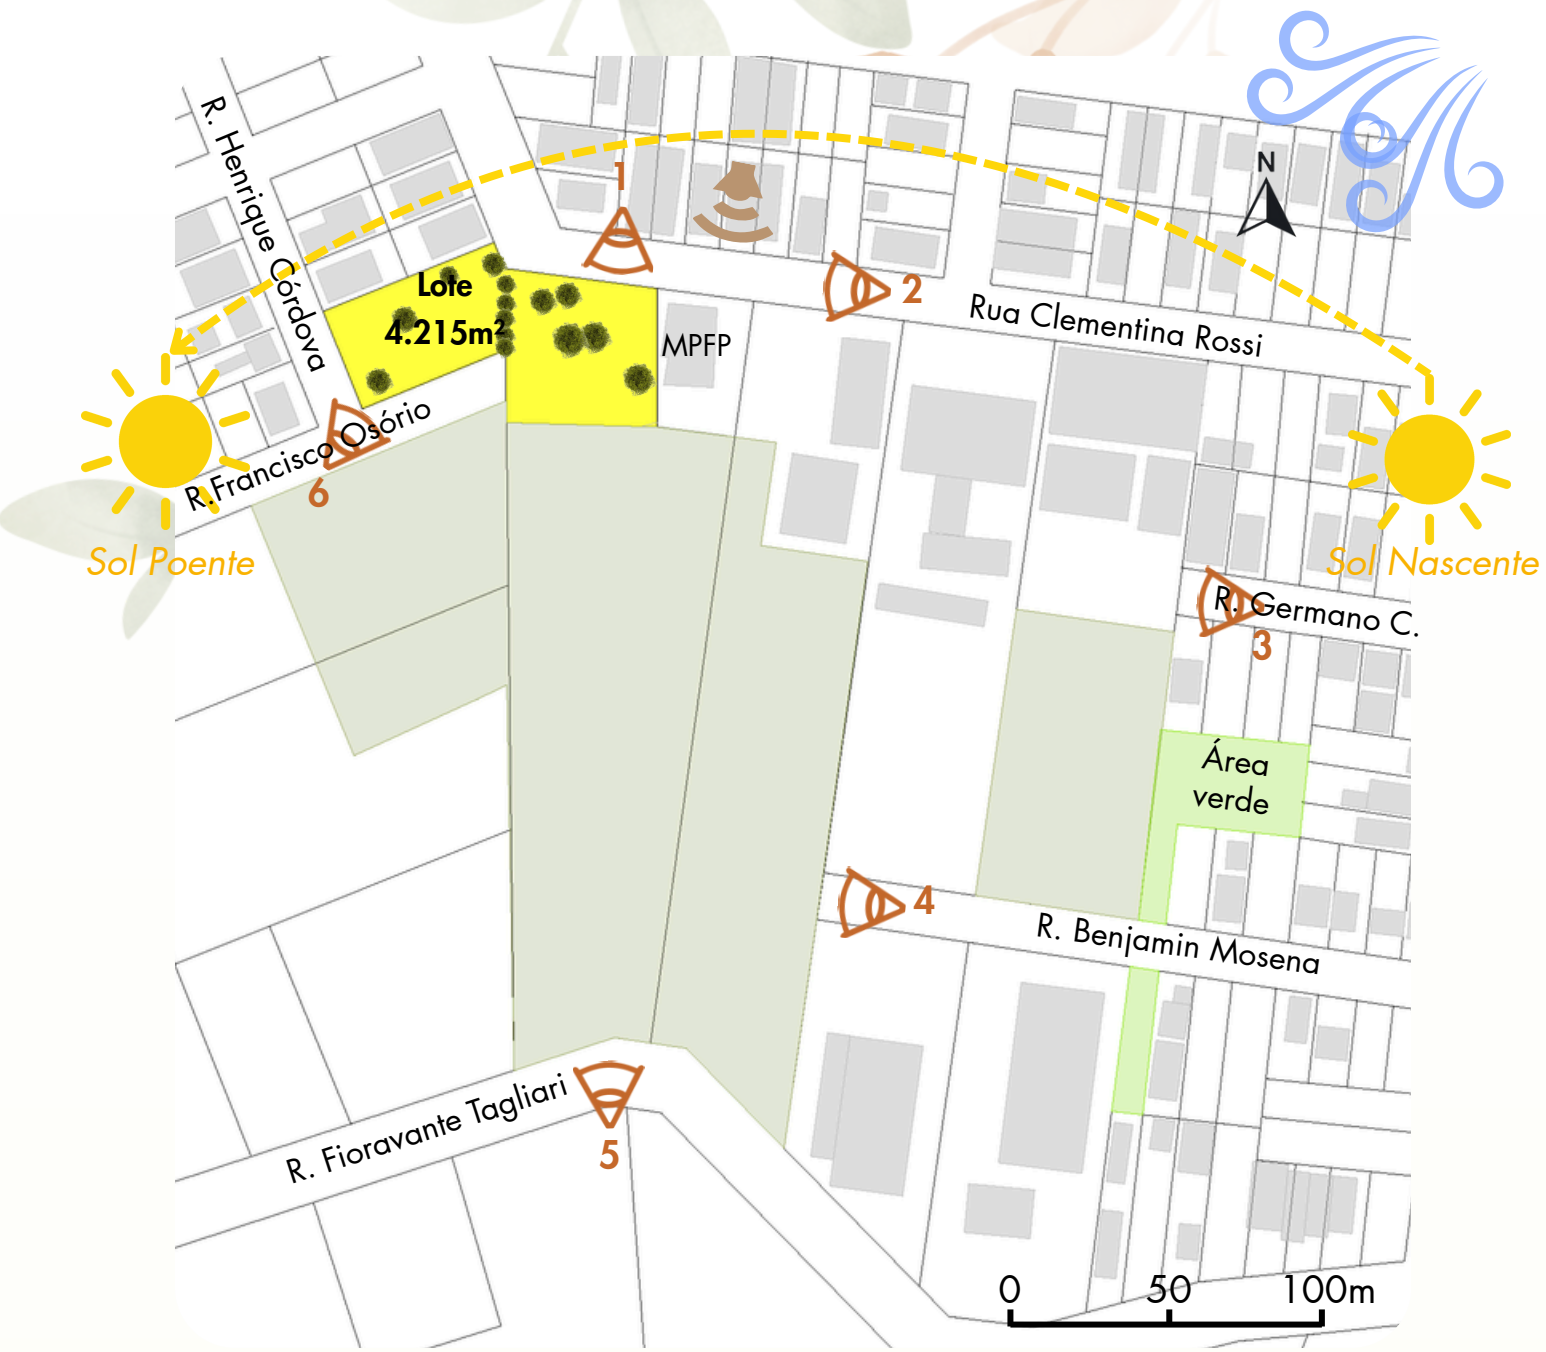 R. Henrique Córdova
1
N
Lote
4.215m²
2
Rua Clementina Rossi
MPFP
R.Francisco Osório
6
Sol Poente
Sol Nascente
R. Germano C.
3
Área
verde
4
R. Benjamin Mosena
R. Fioravante Tagliari
5
0 50 100m